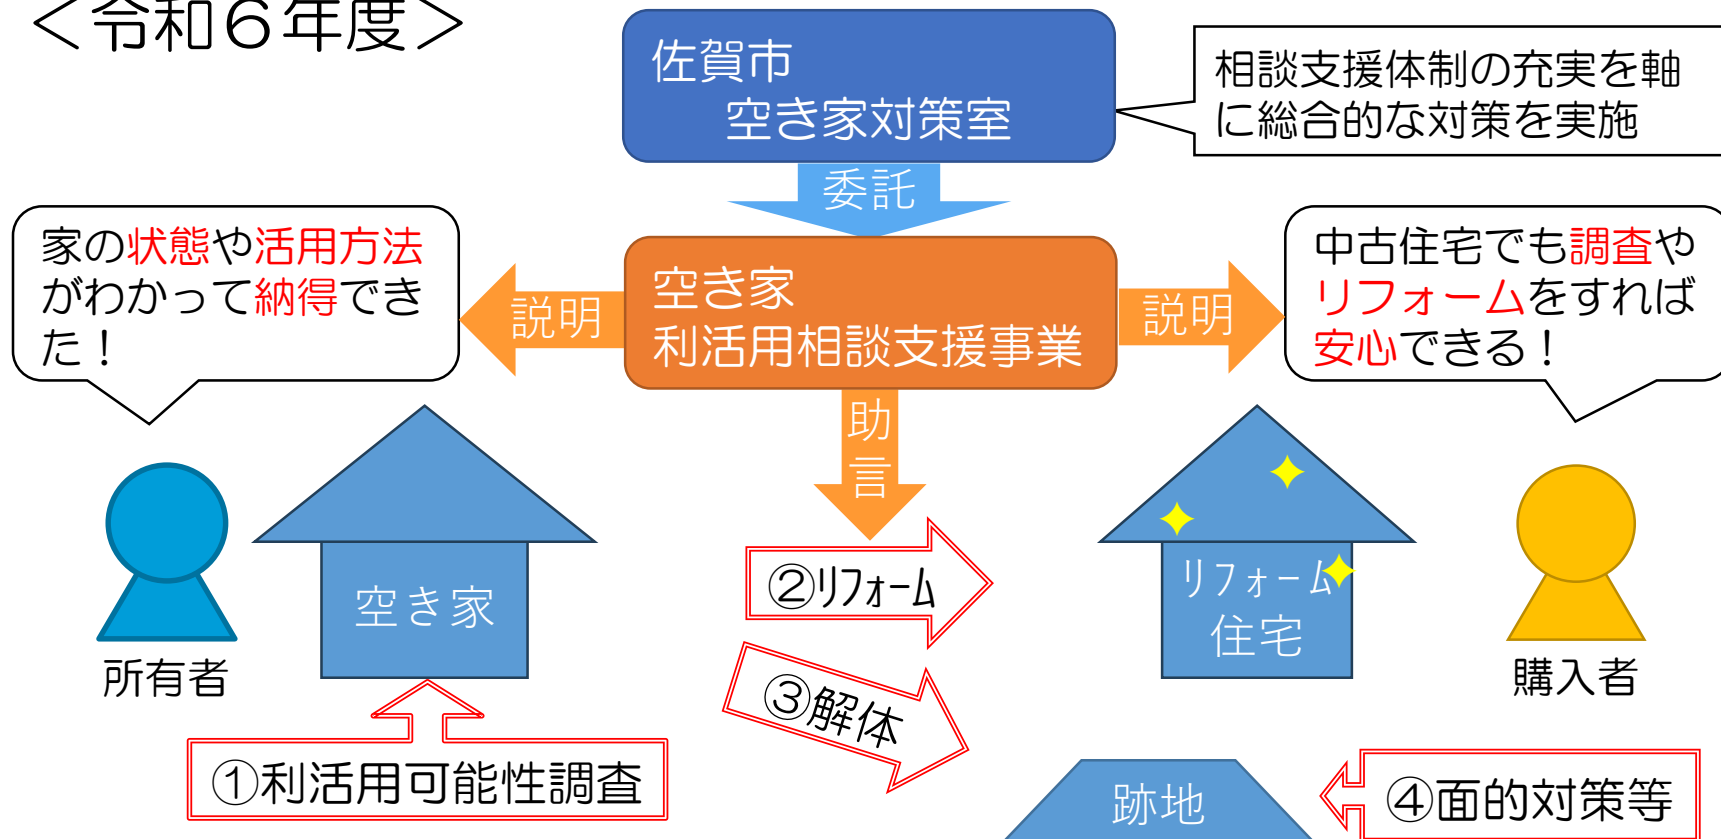 ＜令和６年度＞
佐賀市
空き家対策室
相談支援体制の充実を軸
に総合的な対策を実施
委託
家の状態や活用方法
がわかって納得でき
た！
説明
空き家
利活用相談支援事業
説明
中古住宅でも調査や
リフォームをすれば
安心できる！
助
言
空き家
②ﾘﾌｫｰﾑ
リフォーム
住宅
所有者
③解体
購入者
①利活用可能性調査
跡地
④面的対策等